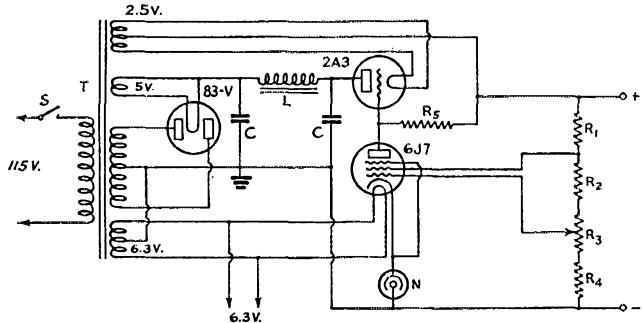 2.5V.
2A3
T
5V.
83-V
L
S
C
C
R5
+
R1
6J7
115V.
R2
R3
6.3V.
N
R4
6.3V.
-